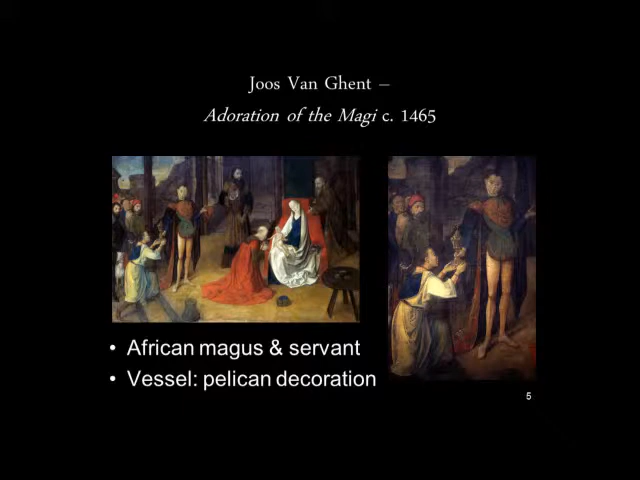 Joos Van Ghent –
Adoration of the Magi c. 1465
• African magus & servant
• Vessel: pelican decoration
5